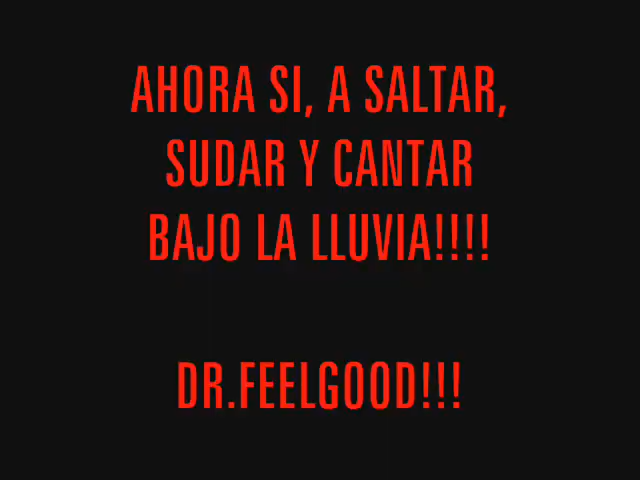 AHORA SI, A SALTAR,
SUDAR Y CANTAR
BAJO LA LLUVIA!!!!
DR.FEELGOOD!!!